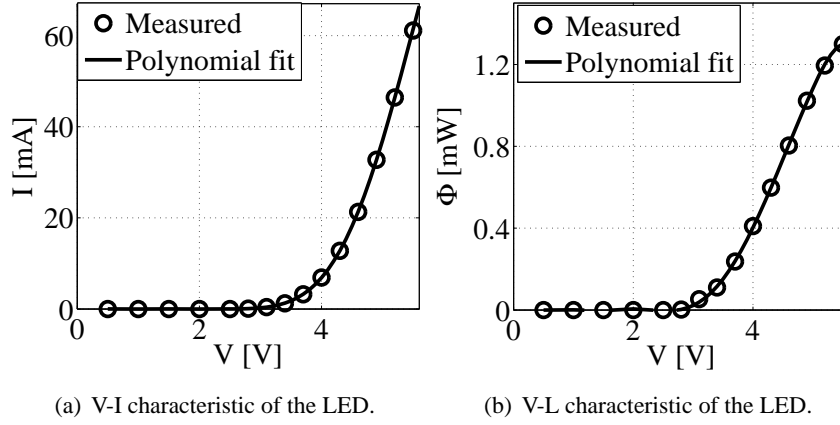 Measured
Polynomial fit
60
40
20
0
I [mA]
0
2
4
V [V]
(a) V-I characteristic of the LED.
Measured
Polynomial fit
1.2
0.8
0.4
0
Φ [mW]
0
2
4
V [V]
(b) V-L characteristic of the LED.